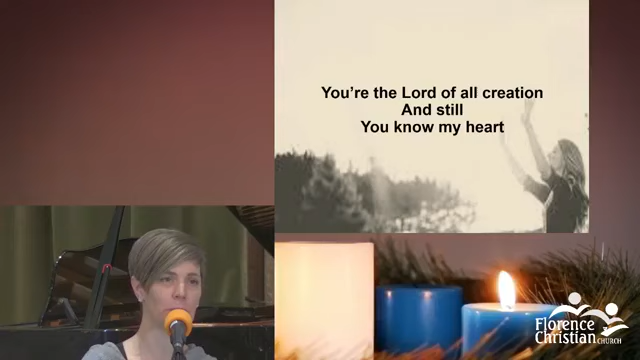 You're the Lord of all creation
And still
You know my heart
Florence
Christian CHURCH